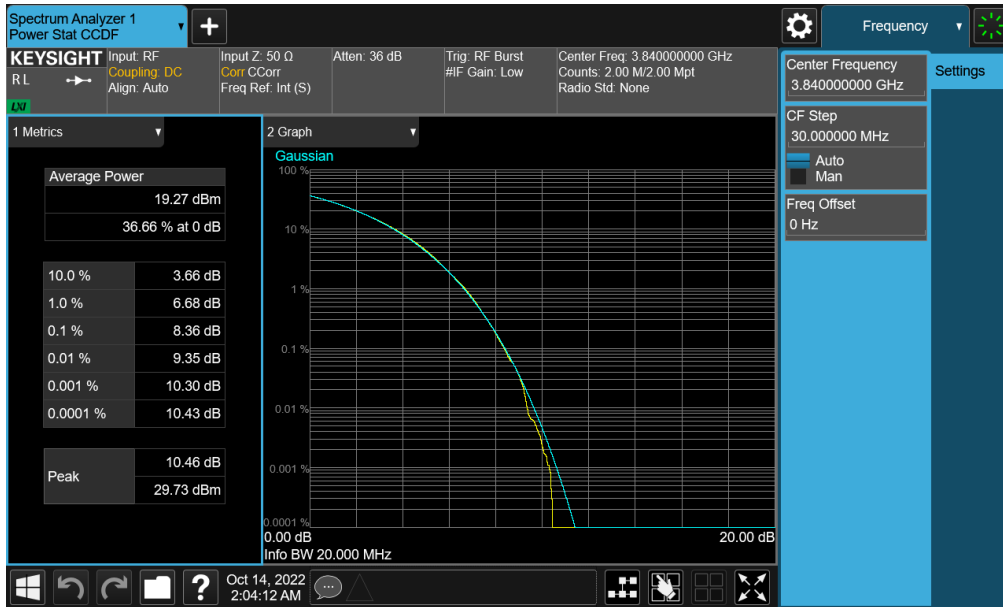 Spectrum Analyzer 1
Power Stat CCDF
+
Frequency
KEYSIGHT
R L
LXI
Input: RF
Coupling: DC
Align: Auto
Input Z: 50 Ω
Corr CCorr
Freq Ref: Int (S)
Atten: 36 dB
Trig: RF Burst
#IF Gain: Low
Center Freq: 3.840000000 GHz
Counts: 2.00 M/2.00 Mpt
Radio Std: None
Center Frequency
3.840000000 GHz
Settings
CF Step
30.000000 MHz
Auto
Man
Freq Offset
0 Hz
1 Metrics
Average Power
19.27 dBm
36.66 % at 0 dB
10.0 % 3.66 dB
1.0 % 6.68 dB
0.1 % 8.36 dB
0.01 % 9.35 dB
0.001 % 10.30 dB
0.0001 % 10.43 dB
Peak
10.46 dB
29.73 dBm
2 Graph
Gaussian
100 %
10 %
1 %
0.1 %
0.01 %
0.001 %
0.0001 %
0.00 dB 20.00 dB
Info BW 20.000 MHz
?
Oct 14, 2022
2:04:12 AM